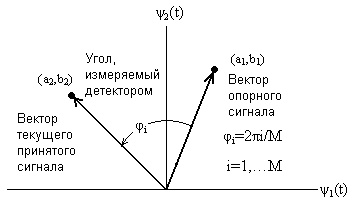 ψ₂(t)
(a₁,b₁)
Вектор
опорного
сигнала
φᵢ=2πi/M
i=1,…M
Угол,
измеряемый
детектором
(a₂,b₂)
Вектор
текущего
принятого
сигнала
φᵢ
ψ₁(t)